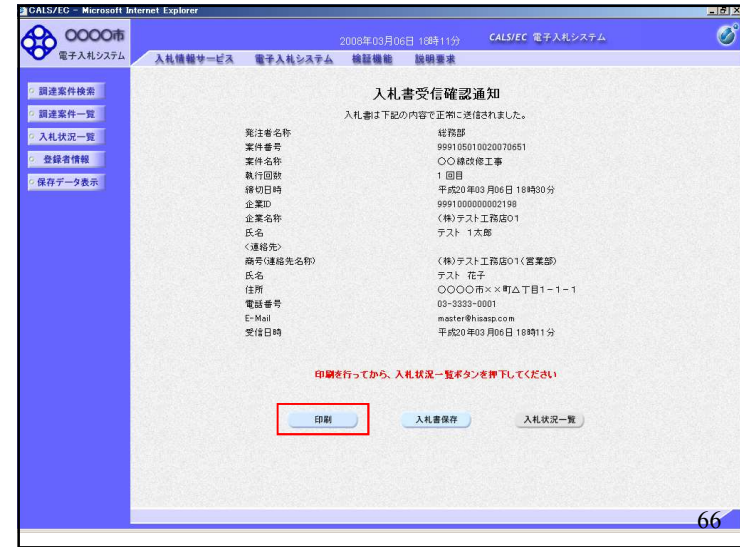 CALS/EC - Microsoft Internet Explorer
〇〇〇〇市
電子入札システム
2008年03月06日 18時11分
CALS/EC 電子入札システム
入札情報サービス 電子入札システム 検証機能 説明要求
調達案件検索
調達案件一覧
入札状況一覧
登録者情報
保存データ表示
入札書受信確認通知
入札書は下記の内容で正常に送信されました。
発注者名称 総務部
案件番号 999105010020070651
案件名称 〇〇線改修工事
執行回数 1 回目
締切日時 平成20年03月06日 18時30分
企業ID 9991000000002198
企業名称 (株)テスト工務店01
氏名 テスト 1太郎
<連絡先>
商号(連絡先名称) (株)テスト工務店01(営業部)
氏名 テスト 花子
住所 〇〇〇〇市××町△丁目1-1-1
電話番号 03-3333-0001
E-Mail master@hisasp.com
受信日時 平成20年03月06日 18時11分
印刷を行ってから、入札状況一覧ボタンを押下してください
印刷 入札書保存 入札状況一覧
66